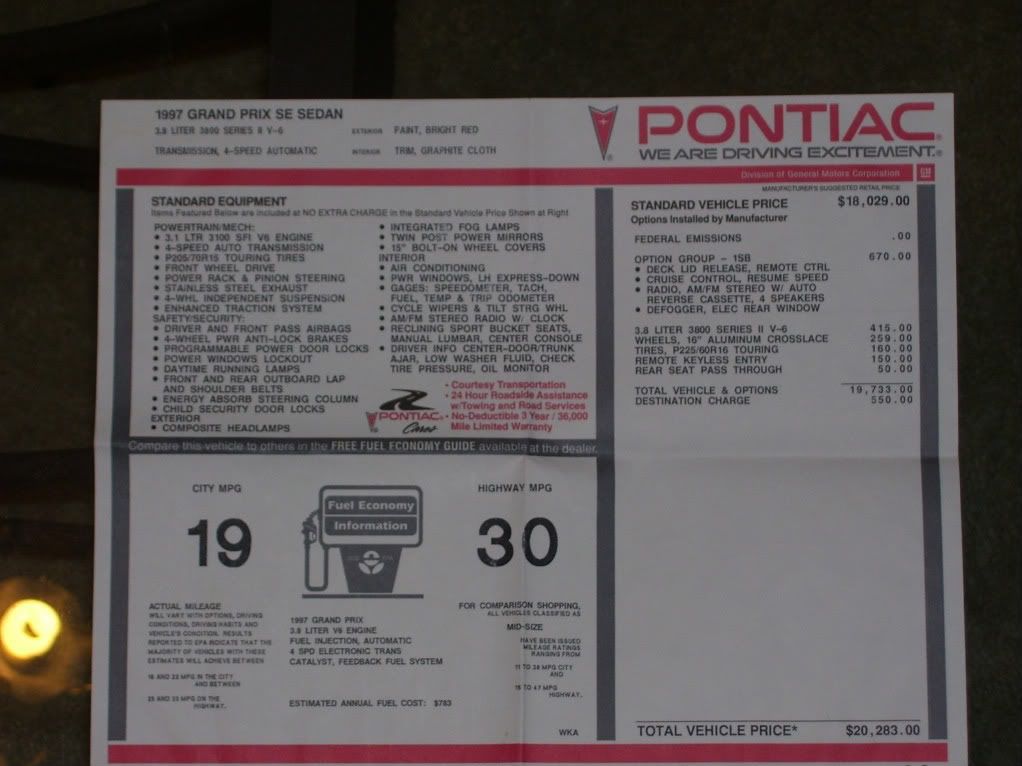 1997 GRAND PRIX SE SEDAN
3.8 LITER 3800 SERIES II V-6
TRANSMISSION, 4-SPEED AUTOMATIC
EXTERIOR PAINT, BRIGHT RED
INTERIOR TRIM, GRAPHITE CLOTH
PONTIAC®
WE ARE DRIVING EXCITEMENT.®
Division of General Motors Corporation GM
STANDARD EQUIPMENT
Items Featured Below are Included at NO EXTRA CHARGE in the Standard Vehicle Price Shown at Right
POWERTRAIN/MECH:
• 3.1 LTR 3100 SFI V6 ENGINE
• 4-SPEED AUTO TRANSMISSION
• P205/70R15 TOURING TIRES
• FRONT WHEEL DRIVE
• POWER RACK & PINION STEERING
• STAINLESS STEEL EXHAUST
• 4-WHL INDEPENDENT SUSPENSION
• ENHANCED TRACTION SYSTEM
SAFETY/SECURITY:
• DRIVER AND FRONT PASS AIRBAGS
• 4-WHEEL PWR ANTI-LOCK BRAKES
• PROGRAMMABLE POWER DOOR LOCKS
• POWER WINDOWS LOCKOUT
• DAYTIME RUNNING LAMPS
• FRONT AND REAR OUTBOARD LAP
AND SHOULDER BELTS
• ENERGY ABSORB STEERING COLUMN
• CHILD SECURITY DOOR LOCKS
EXTERIOR
• COMPOSITE HEADLAMPS
• INTEGRATED FOG LAMPS
• TWIN POST POWER MIRRORS
• 15" BOLT-ON WHEEL COVERS
INTERIOR
• AIR CONDITIONING
• PWR WINDOWS, LH EXPRESS-DOWN
• GAGES: SPEEDOMETER, TACH,
FUEL, TEMP & TRIP ODOMETER
• CYCLE WIPERS & TILT STRG WHL
• AM/FM STEREO RADIO W/ CLOCK
• RECLINING SPORT BUCKET SEATS,
MANUAL LUMBAR, CENTER CONSOLE
• DRIVER INFO CENTER-DOOR/TRUNK
AJAR, LOW WASHER FLUID, CHECK
TIRE PRESSURE, OIL MONITOR
PONTIAC®
Cares
• Courtesy Transportation
• 24 Hour Roadside Assistance
w/Towing and Road Services
• No-Deductible 3 Year / 36,000
Mile Limited Warranty
Compare this vehicle to others in the FREE FUEL ECONOMY GUIDE available at the dealer.
MANUFACTURER'S SUGGESTED RETAIL PRICE
STANDARD VEHICLE PRICE $18,029.00
Options Installed by Manufacturer
FEDERAL EMISSIONS .00
OPTION GROUP - 1SB 670.00
• DECK LID RELEASE, REMOTE CTRL
• CRUISE CONTROL, RESUME SPEED
• RADIO, AM/FM STEREO W/ AUTO
REVERSE CASSETTE, 4 SPEAKERS
• DEFOGGER, ELEC REAR WINDOW
3.8 LITER 3800 SERIES II V-6 415.00
WHEELS, 16" ALUMINUM CROSSLACE 259.00
TIRES, P225/60R16 TOURING 160.00
REMOTE KEYLESS ENTRY 150.00
REAR SEAT PASS THROUGH 50.00
TOTAL VEHICLE & OPTIONS 19,733.00
DESTINATION CHARGE 550.00
TOTAL VEHICLE PRICE* $20,283.00
CITY MPG
19
Fuel Economy
Information
HIGHWAY MPG
30
ACTUAL MILEAGE
WILL VARY WITH OPTIONS, DRIVING
CONDITIONS, DRIVING HABITS AND
VEHICLE'S CONDITION. RESULTS
REPORTED TO EPA INDICATE THAT THE
MAJORITY OF VEHICLES WITH THESE
ESTIMATES WILL ACHIEVE BETWEEN
16 AND 22 MPG IN THE CITY
AND BETWEEN
25 AND 35 MPG ON THE
HIGHWAY.
1997 GRAND PRIX
3.8 LITER V6 ENGINE
FUEL INJECTION, AUTOMATIC
4 SPD ELECTRONIC TRANS
CATALYST, FEEDBACK FUEL SYSTEM
ESTIMATED ANNUAL FUEL COST: $783
FOR COMPARISON SHOPPING,
ALL VEHICLES CLASSIFIED AS
MID-SIZE
HAVE BEEN ISSUED
MILEAGE RATINGS
RANGING FROM
TO MPG CITY
AND
TO MPG
HIGHWAY.
WKA